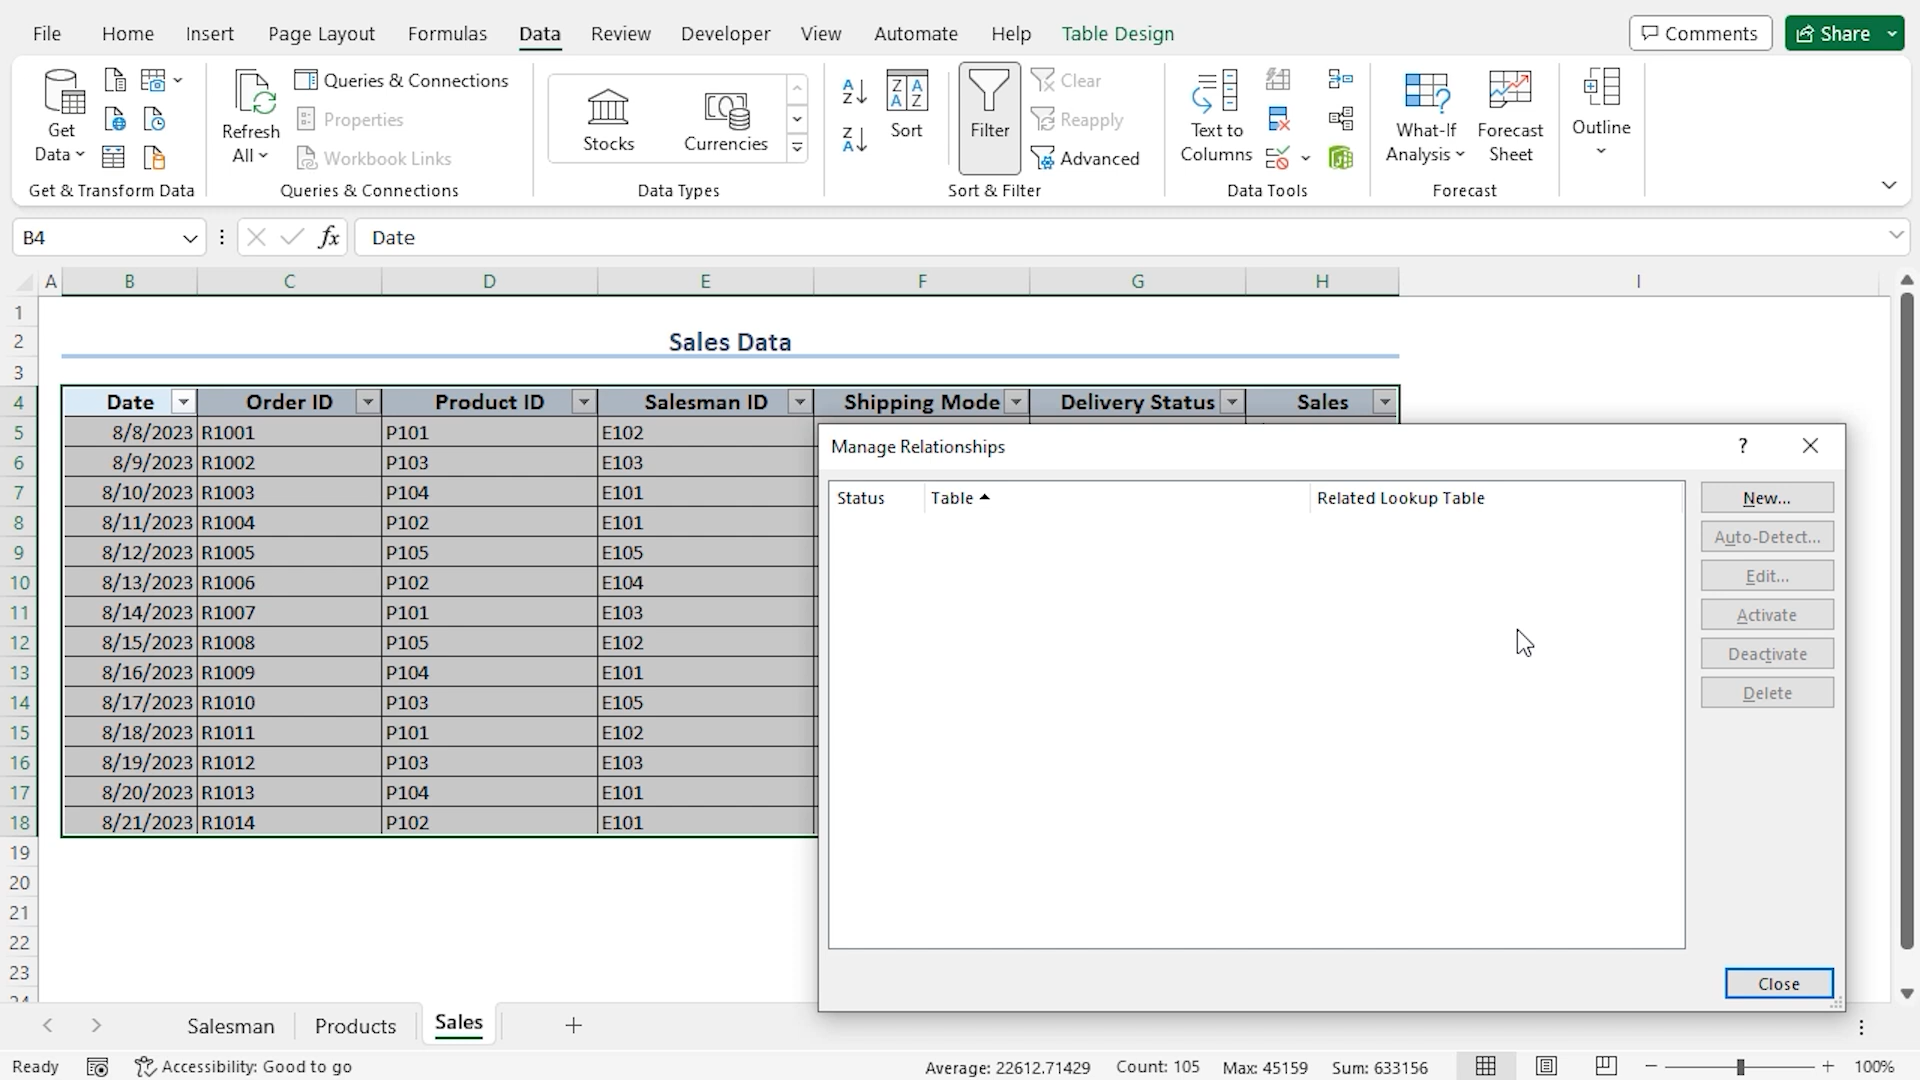 File Home Insert Page Layout Formulas Data Review Developer View Automate Help Table Design Comments Share
Get Data
Refresh All
Queries & Connections
Properties
Workbook Links
Stocks
Currencies
Sort
Filter
Clear
Reapply
Advanced
Text to Columns
What-If Analysis
Forecast Sheet
Outline
Get & Transform Data Queries & Connections Data Types Sort & Filter Data Tools Forecast
B4 fx Date
A B C D E F G H I
1
2 Sales Data
3
4 Date Order ID Product ID Salesman ID Shipping Mode Delivery Status Sales
5 8/8/2023 R1001 P101 E102
6 8/9/2023 R1002 P103 E103
7 8/10/2023 R1003 P104 E101
8 8/11/2023 R1004 P102 E101
9 8/12/2023 R1005 P105 E105
10 8/13/2023 R1006 P102 E104
11 8/14/2023 R1007 P101 E103
12 8/15/2023 R1008 P105 E102
13 8/16/2023 R1009 P104 E101
14 8/17/2023 R1010 P103 E105
15 8/18/2023 R1011 P101 E102
16 8/19/2023 R1012 P103 E103
17 8/20/2023 R1013 P104 E101
18 8/21/2023 R1014 P102 E101
19
20
21
22
23
Manage Relationships ?
Status Table Related Lookup Table
New...
Auto-Detect...
Edit...
Activate
Deactivate
Delete
Close
Salesman Products Sales
Ready Accessibility: Good to go Average: 22612.71429 Count: 105 Max: 45159 Sum: 633156 100%